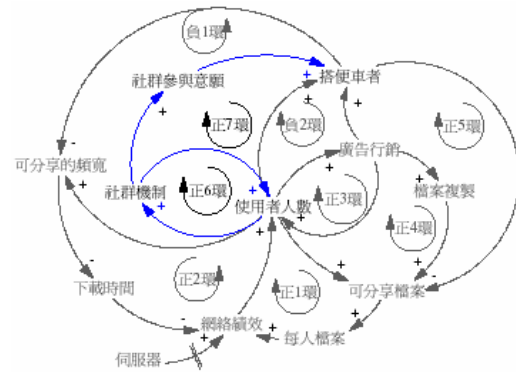 負1環
社群參與意願
搭便車者
正7環
負2環
正5環
可分享的頻寬
廣告行銷
社群機制
正6環
使用者人數
正3環
檔案複製
正4環
下載時間
正2環
正1環
可分享檔案
網絡績效
每人檔案
伺服器